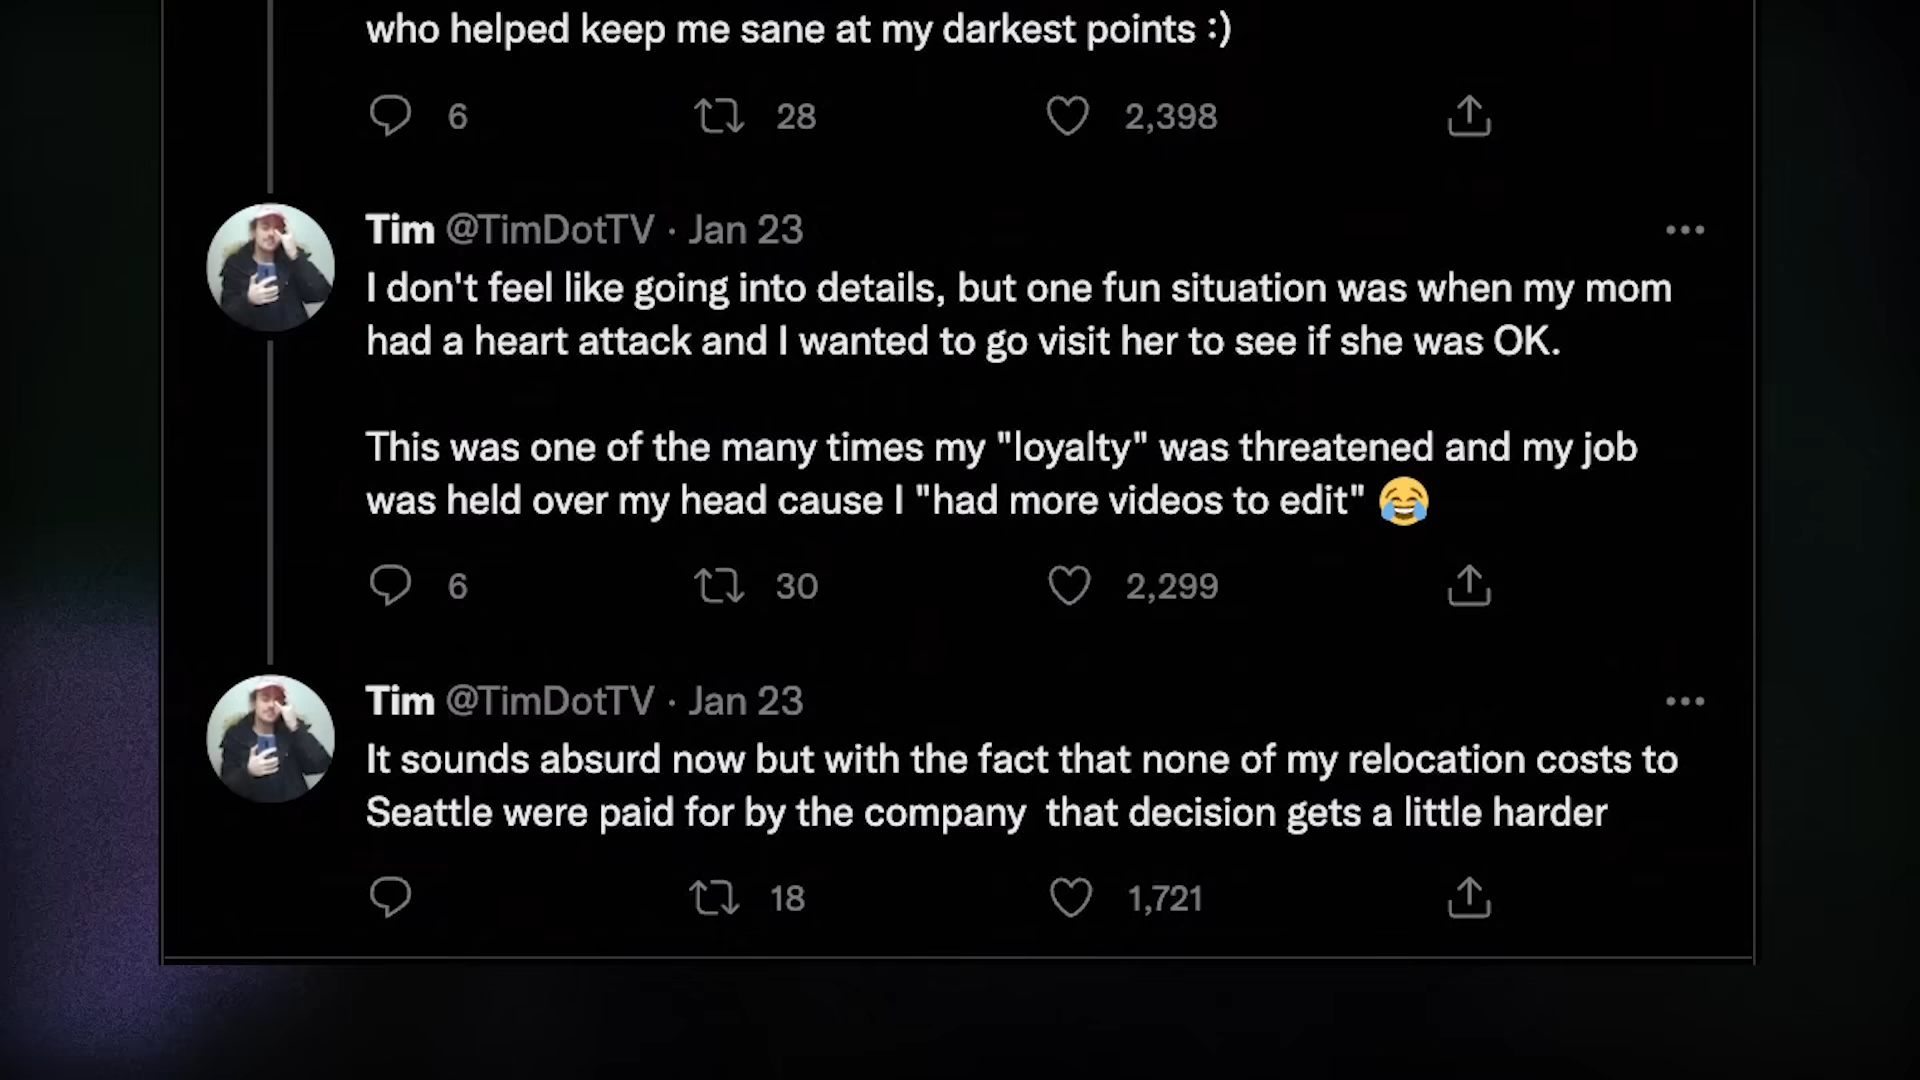 who helped keep me sane at my darkest points :)
6 28 2,398
Tim @TimDotTV · Jan 23
I don't feel like going into details, but one fun situation was when my mom
had a heart attack and I wanted to go visit her to see if she was OK.
This was one of the many times my "loyalty" was threatened and my job
was held over my head cause I "had more videos to edit" 😂
6 30 2,299
Tim @TimDotTV · Jan 23
It sounds absurd now but with the fact that none of my relocation costs to
Seattle were paid for by the company  that decision gets a little harder
18 1,721